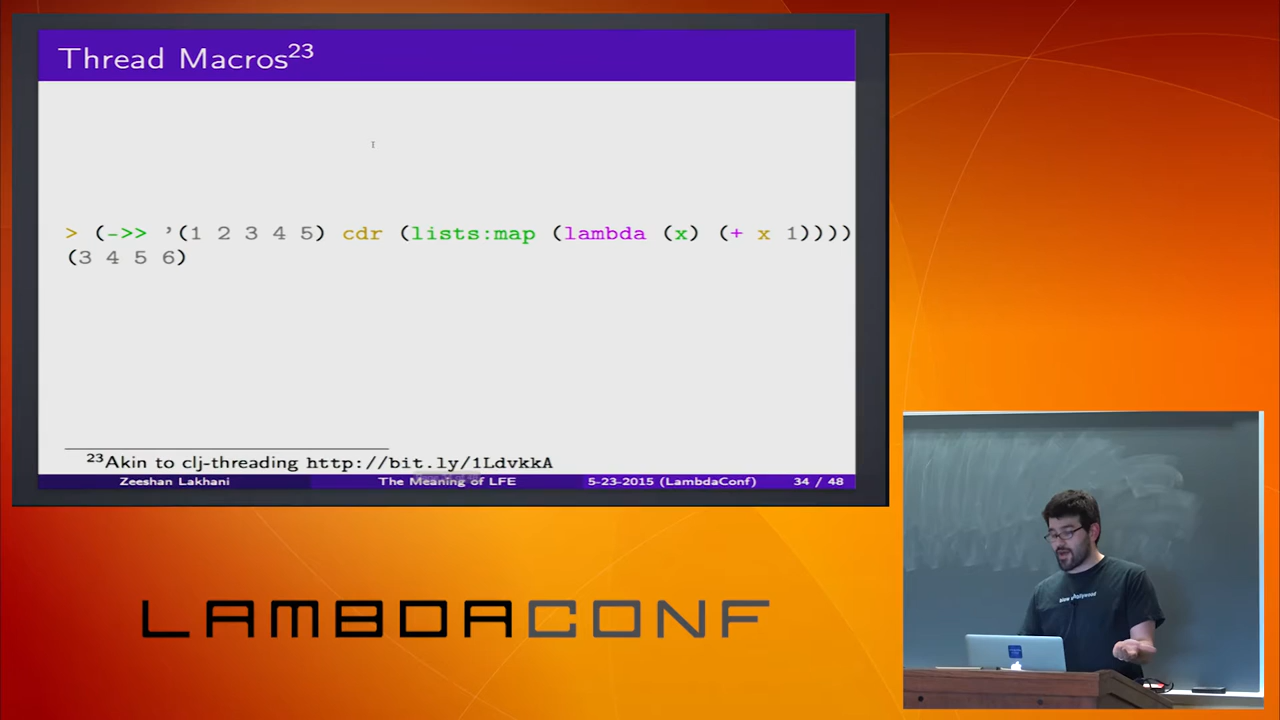 Thread Macros23
> (->> '(1 2 3 4 5) cdr (lists:map (lambda (x) (+ x 1))))
(3 4 5 6)
23Akin to clj-threading http://bit.ly/1LdvkkA
Zeeshan Lakhani The Meaning of LFE 5-23-2015 (LambdaConf) 34 / 48
LAMBDACONF